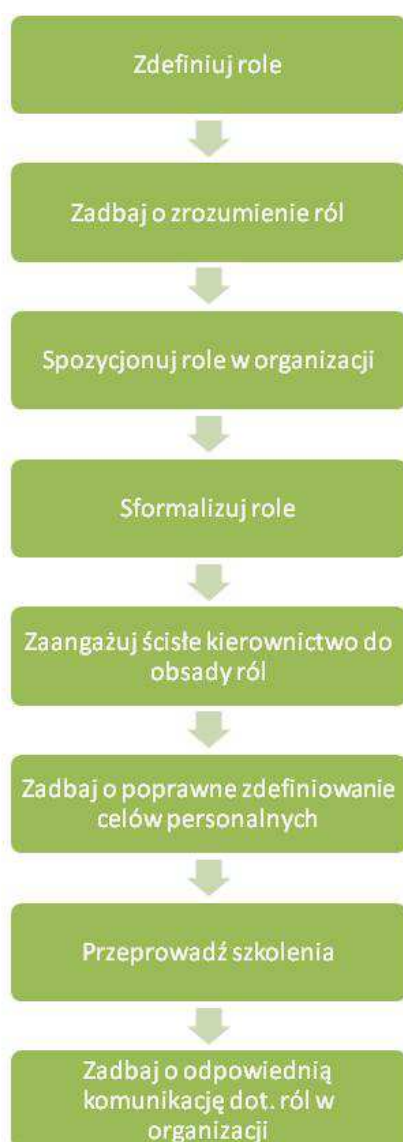 Zdefiniuj role
Zadbaj o zrozumienie ról
Spozycjonuj role w organizacji
Sformalizuj role
Zaangażuj ścisłe kierownictwo do
obsady ról
Zadbaj o poprawne zdefiniowanie
celów personalnych
Przeprowadź szkolenia
Zadbaj o odpowiednią
komunikację dot. ról w
organizacji